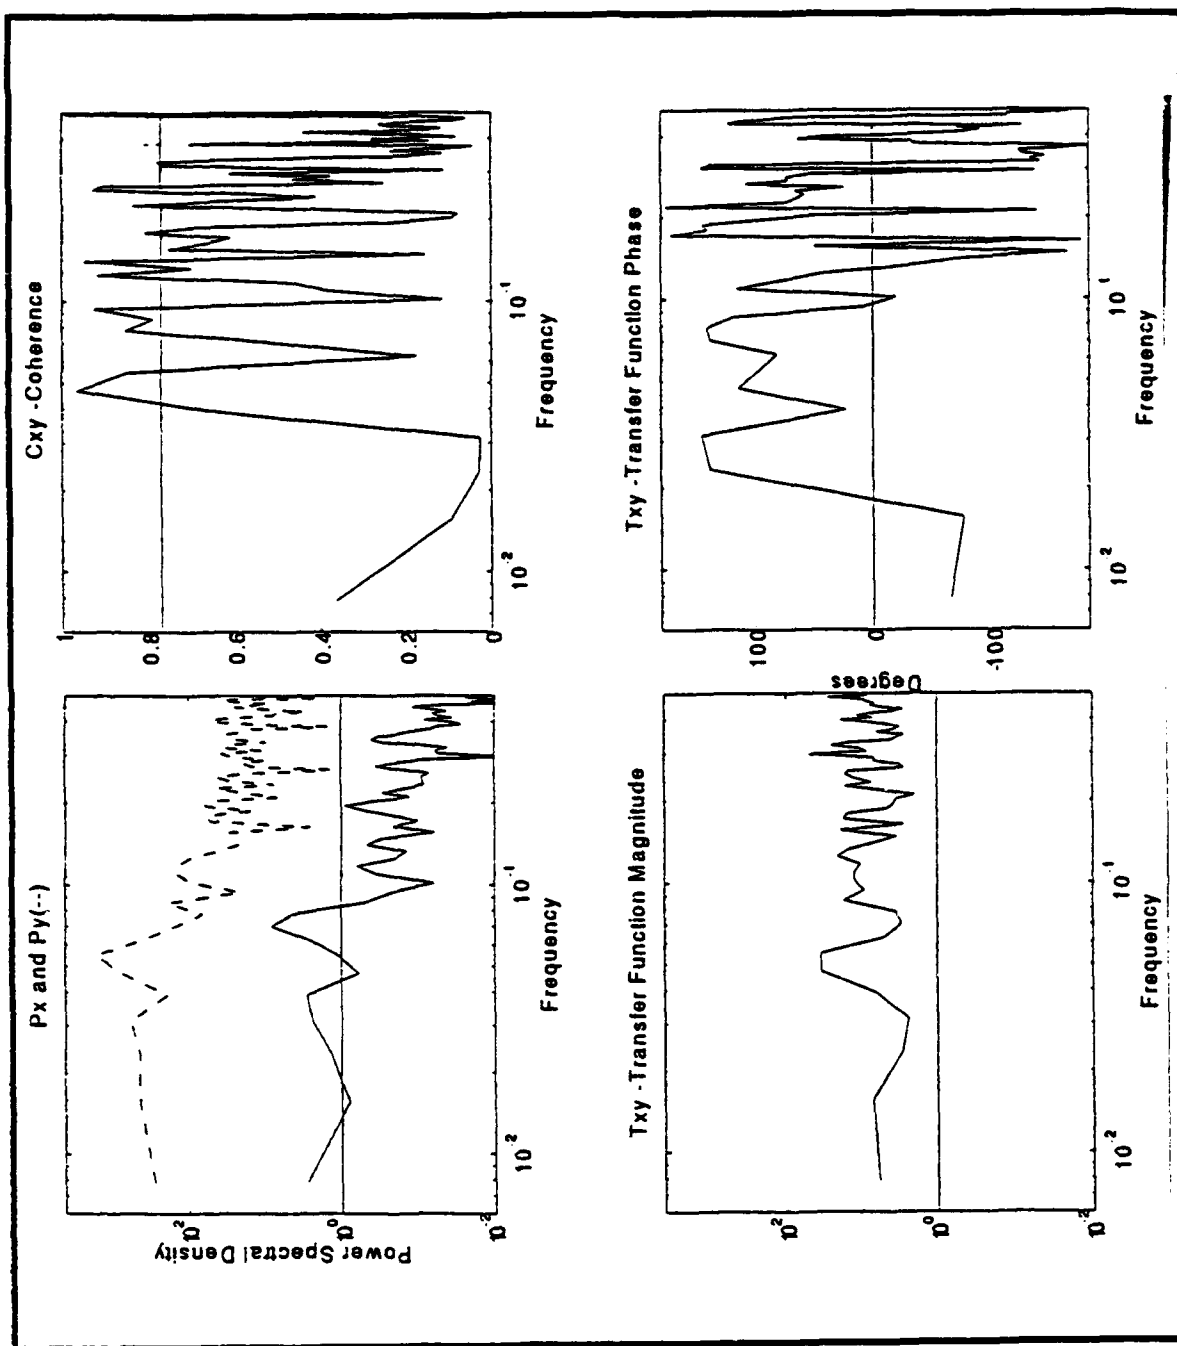 Px and Py(--)
Power Spectral Density
10^2
10^0
10^-2
10^-2
10^-1
Frequency
Cxy -Coherence
1
0.8
0.6
0.4
0.2
0
10^-2
10^-1
Frequency
Txy -Transfer Function Magnitude
10^2
10^0
10^-2
10^-2
10^-1
Frequency
Txy -Transfer Function Phase
Degrees
100
0
-100
10^-2
10^-1
Frequency